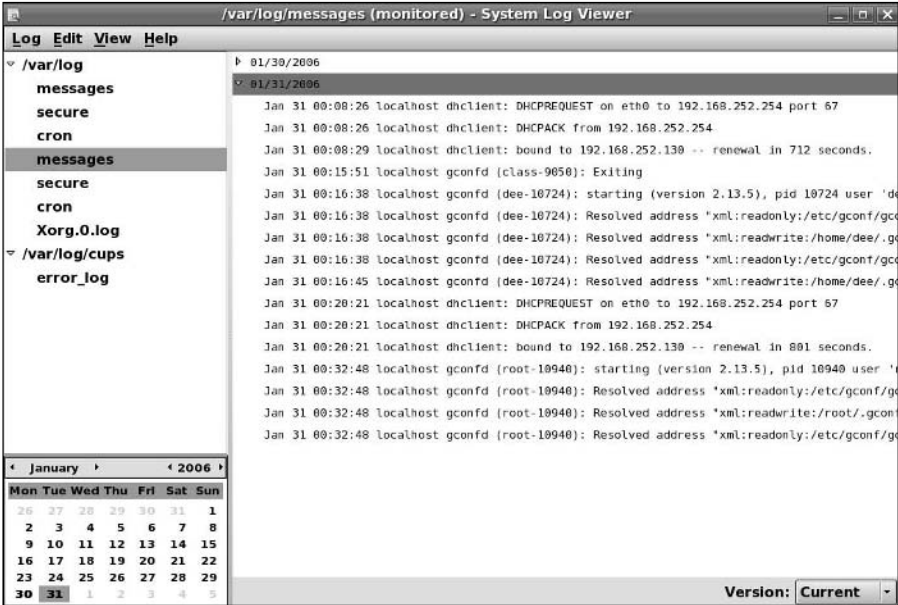 /var/log/messages (monitored) - System Log Viewer
Log Edit View Help
/var/log
messages
secure
cron
messages
secure
cron
Xorg.0.log
/var/log/cups
error_log
01/30/2006
01/31/2006
Jan 31 00:08:26 localhost dhclient: DHCPREQUEST on eth0 to 192.168.252.254 port 67
Jan 31 00:08:26 localhost dhclient: DHCPACK from 192.168.252.254
Jan 31 00:08:29 localhost dhclient: bound to 192.168.252.130 -- renewal in 712 seconds.
Jan 31 00:15:51 localhost gconfd (class-9050): Exiting
Jan 31 00:16:38 localhost gconfd (dee-10724): starting (version 2.13.5), pid 10724 user 'de
Jan 31 00:16:38 localhost gconfd (dee-10724): Resolved address "xml:readonly:/etc/gconf/gco
Jan 31 00:16:38 localhost gconfd (dee-10724): Resolved address "xml:readwrite:/home/dee/.gc
Jan 31 00:16:38 localhost gconfd (dee-10724): Resolved address "xml:readonly:/etc/gconf/gco
Jan 31 00:16:45 localhost gconfd (dee-10724): Resolved address "xml:readwrite:/home/dee/.gc
Jan 31 00:20:21 localhost dhclient: DHCPREQUEST on eth0 to 192.168.252.254 port 67
Jan 31 00:20:21 localhost dhclient: DHCPACK from 192.168.252.254
Jan 31 00:20:21 localhost dhclient: bound to 192.168.252.130 -- renewal in 801 seconds.
Jan 31 00:32:48 localhost gconfd (root-10940): starting (version 2.13.5), pid 10940 user 'r
Jan 31 00:32:48 localhost gconfd (root-10940): Resolved address "xml:readonly:/etc/gconf/gc
Jan 31 00:32:48 localhost gconfd (root-10940): Resolved address "xml:readwrite:/root/.gconf
Jan 31 00:32:48 localhost gconfd (root-10940): Resolved address "xml:readonly:/etc/gconf/gc
January 2006
Mon Tue Wed Thu Fri Sat Sun
26 27 28 29 30 31 1
2 3 4 5 6 7 8
9 10 11 12 13 14 15
16 17 18 19 20 21 22
23 24 25 26 27 28 29
30 31 1 2 3 4 5
Version: Current